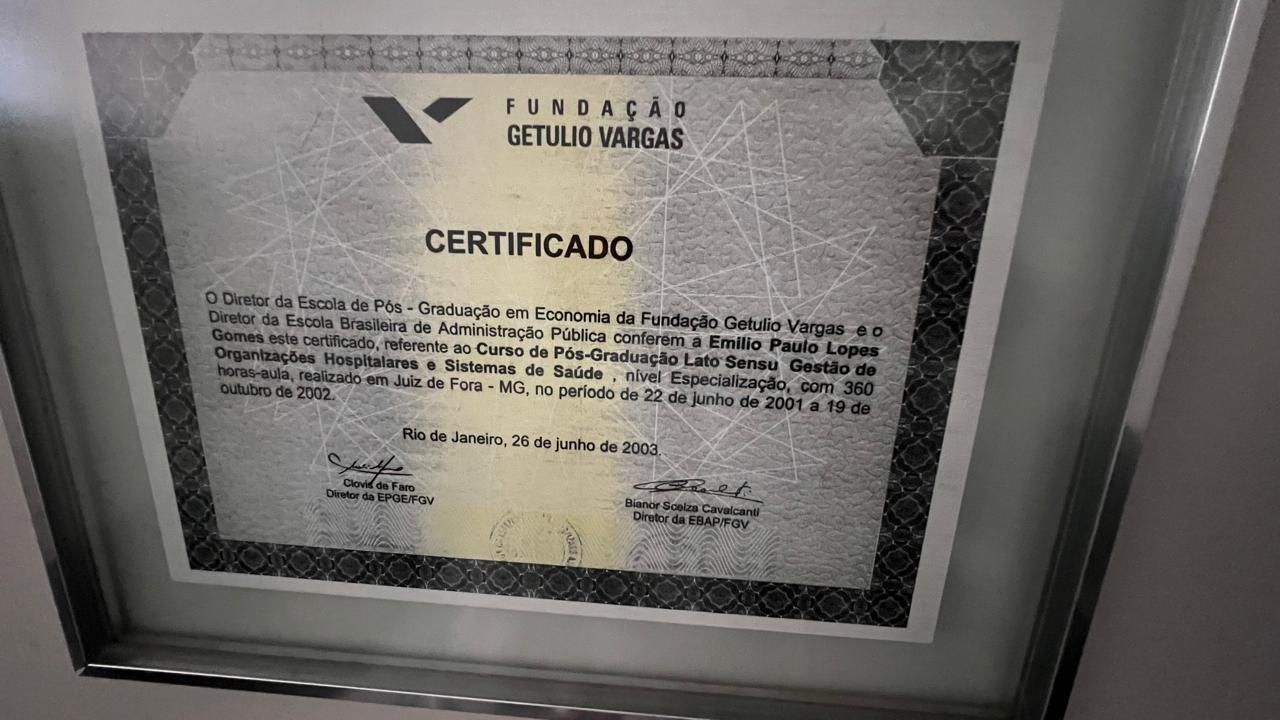 FUNDAÇÃO
GETULIO VARGAS
CERTIFICADO
O Diretor da Escola de Pós - Graduação em Economia da Fundação Getulio Vargas e o
Diretor da Escola Brasileira de Administração Pública conferem a Emilio Paulo Lopes
Gomes este certificado, referente ao Curso de Pós-Graduação Lato Sensu Gestão de
Organizações Hospitalares e Sistemas de Saúde , nível Especialização, com 360
horas-aula, realizado em Juiz de Fora - MG, no período de 22 de junho de 2001 a 19 de
outubro de 2002.
Rio de Janeiro, 26 de junho de 2003.
Clovis de Faro
Diretor da EPGE/FGV
Bianor Scelza Cavalcanti
Diretor da EBAP/FGV